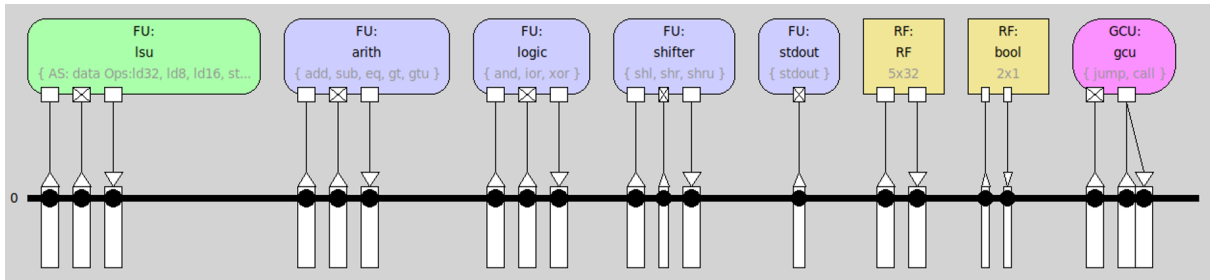 FU:
lsu
{ AS: data Ops:ld32, ld8, ld16, st...
FU:
arith
{ add, sub, eq, gt, gtu }
FU:
logic
{ and, ior, xor }
FU:
shifter
{ shl, shr, shru }
FU:
stdout
{ stdout }
RF:
RF
5x32
RF:
bool
2x1
GCU:
gcu
{ jump, call }
0